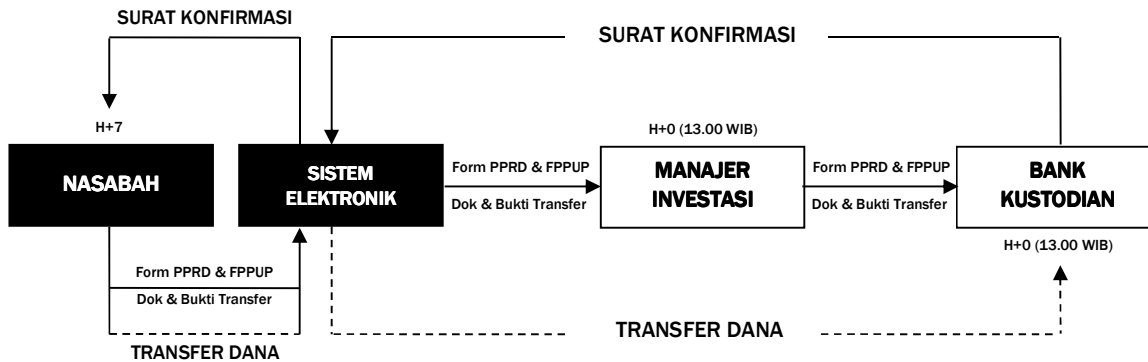 SURAT KONFIRMASI
SURAT KONFIRMASI
H+7
H+0 (13.00 WIB)
NASABAH
SISTEM
ELEKTRONIK
Form PPRD & FPPUP
Dok & Bukti Transfer
MANAJER
INVESTASI
Form PPRD & FPPUP
Dok & Bukti Transfer
BANK
KUSTODIAN
H+0 (13.00 WIB)
Form PPRD & FPPUP
Dok & Bukti Transfer
TRANSFER DANA
TRANSFER DANA